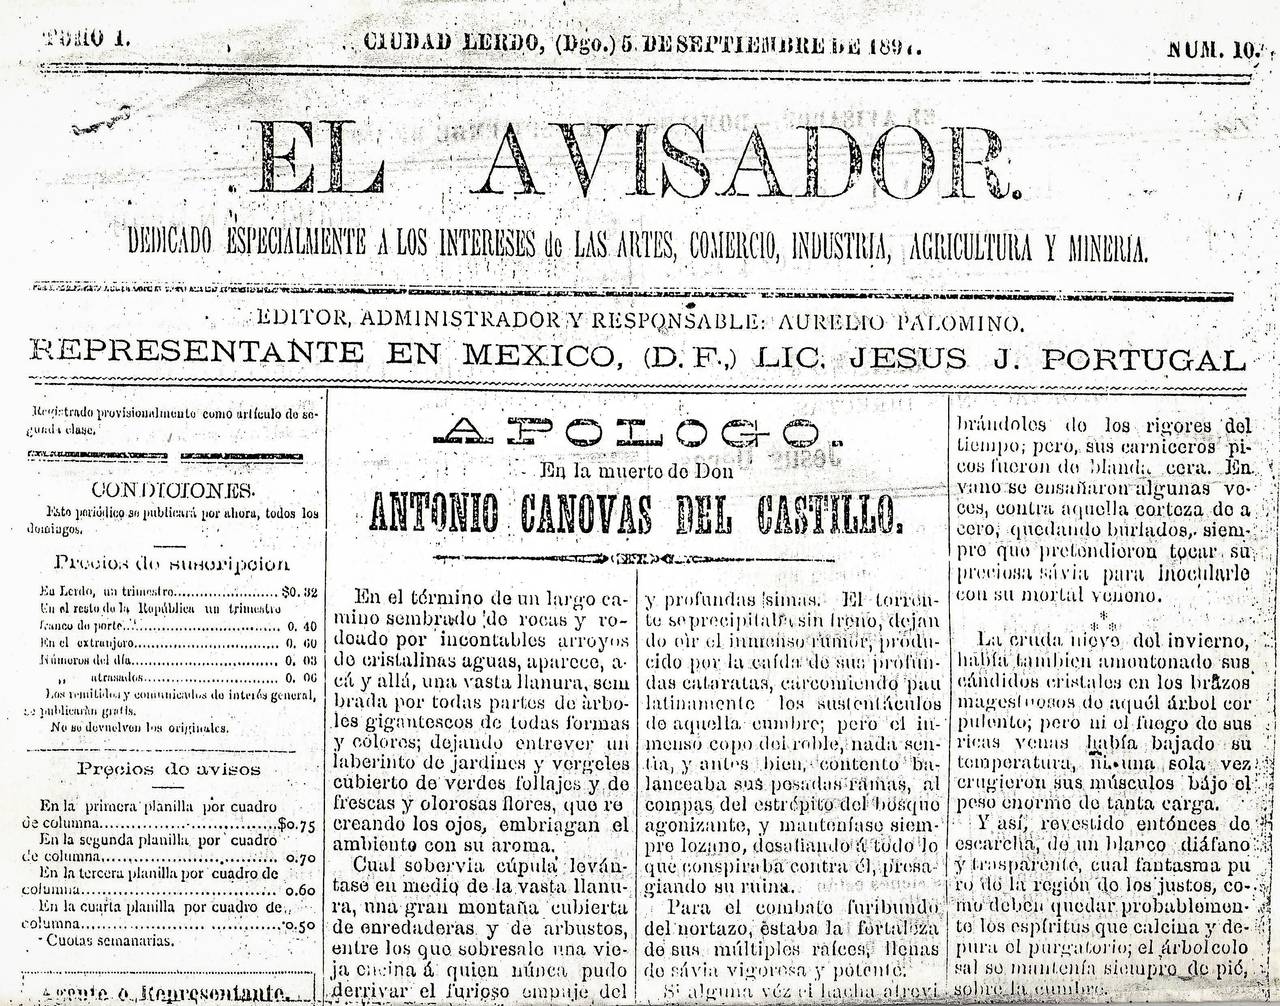 TOMO I.
CIUDAD LERDO, (Dgo.) 5 DE SEPTIEMBRE DE 1897.
NUM. 10.
EL AVISADOR.
DEDICADO ESPECIALMENTE A LOS INTERESES de LAS ARTES, COMERCIO, INDUSTRIA, AGRICULTURA Y MINERIA.
EDITOR, ADMINISTRADOR Y RESPONSABLE: AURELIO PALOMINO.
REPRESENTANTE EN MEXICO, (D. F.,) LIC. JESUS J. PORTUGAL
Registrado provisionalmento como artículo de se-
gunda clase.
CONDICIONES.
Este periódico se publicará por ahora, todos los
domingos.
Precios de suscripcion
En Lerdo, un trimestre......................$0. 32
En el resto de la República un trimestre
franco de porte............................ 0. 40
En el extranjero............................ 0. 60
Números del día............................ 0. 03
,, atrasados.......................... 0. 06
Los remitidos y comunicados de interés general,
se publicarán gratis.
No se devuelven los originales.
Precios de avisos
En la primera planilla por cuadro
de columna..........................$0.75
En la segunda planilla por cuadro
de columna.......................... 0.70
En la tercera planilla por cuadro de
columna............................. 0.60
En la cuarta planilla por cuadro de
columna............................. 0.50
Cuotas semanarias.
Agente o Representante.
APOLOGO.
En la muerte de Don
ANTONIO CANOVAS DEL CASTILLO.
En el término de un largo ca-
mino sembrado de rocas y ro-
deado por incontables arroyos
de cristalinas aguas, aparece, a-
cá y allá, una vasta llanura, sem
brada por todas partes de árbo-
les gigantescos de todas formas
y colores; dejando entrever un
laberinto de jardines y vergeles
cubierto de verdes follajes y de
frescas y olorosas flores, que re
creando los ojos, embriagan el
ambiente con su aroma.
Cual sobervia cúpula leván-
tase en medio de la vasta llanu-
ra, una gran montaña cubierta
de enredaderas y de arbustos,
entre los que sobresale una vie-
ja encina á quien núnca pudo
derrivar el furioso empuje del
y profundas simas. El torren-
te se precipitaba sin freno, dejan
do oir el inmenso rumor, produ-
cido por la caída de sus profun-
das cataratas, carcomiendo pau
latinamente los sustentáculos
de aquella cumbre; pero el in-
menso copo del roble, nada sen-
tia, y antes bien, contento ba-
lanceaba sus posadas ramas, al
compas del estrépito del bosque
agonizante, y manteníase siem-
pre lozano, desafiando á todo lo
que conspiraba contra él, presa-
giando su ruina.
Para el combate furibundo
del nortazo, éstaba la fortaleza
de sus múltiples raíces, llenas
de sávia vigorosa y potente.
Si alguna véz el hacha atrevi
brándoles de los rigores del
tiempo; pero, sus carniceros pi-
cos fueron de blanda cera. En
vano se ensañaron algunas ve-
ces, contra aquella corteza de a
cero, quedando burlados, siem-
pre que pretendieron tocar su
preciosa sávia para inocularle
con su mortal veneno.
***
La cruda nieve del invierno,
había tambien amoutonado sus
cándidos cristales en los brazos
magestuosos de aquél árbol cor
pulento; pero ni el fuego de sus
ricas venas había bajado su
temperatura, ni una sola vez
crugieron sus músculos bájo el
peso enorme de tanta carga.
Y así, revestido entónces de
escarcha, de un blanco diáfano
y trasparente, cual fantasma pu
ro de la región de los justos, co-
mo deben quedar probablemen-
te los espíritus que calcina y de-
pura el purgatorio; el árbol colo
sal se mantenía siempre de pié,
sobre la cumbre.